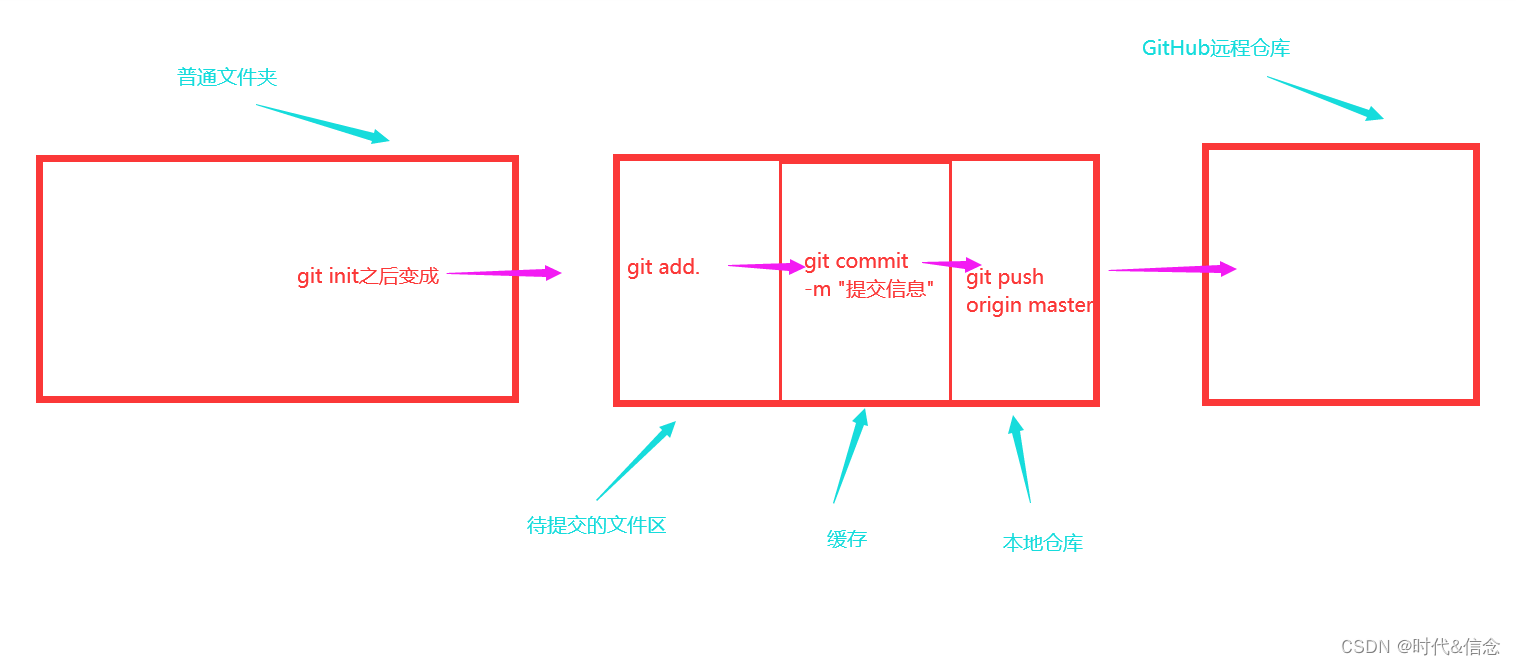 GitHub远程仓库
普通文件夹
git init之后变成
git add.
git commit
-m "提交信息"
git push
origin master
待提交的文件区
缓存
本地仓库
CSDN @时代&信念